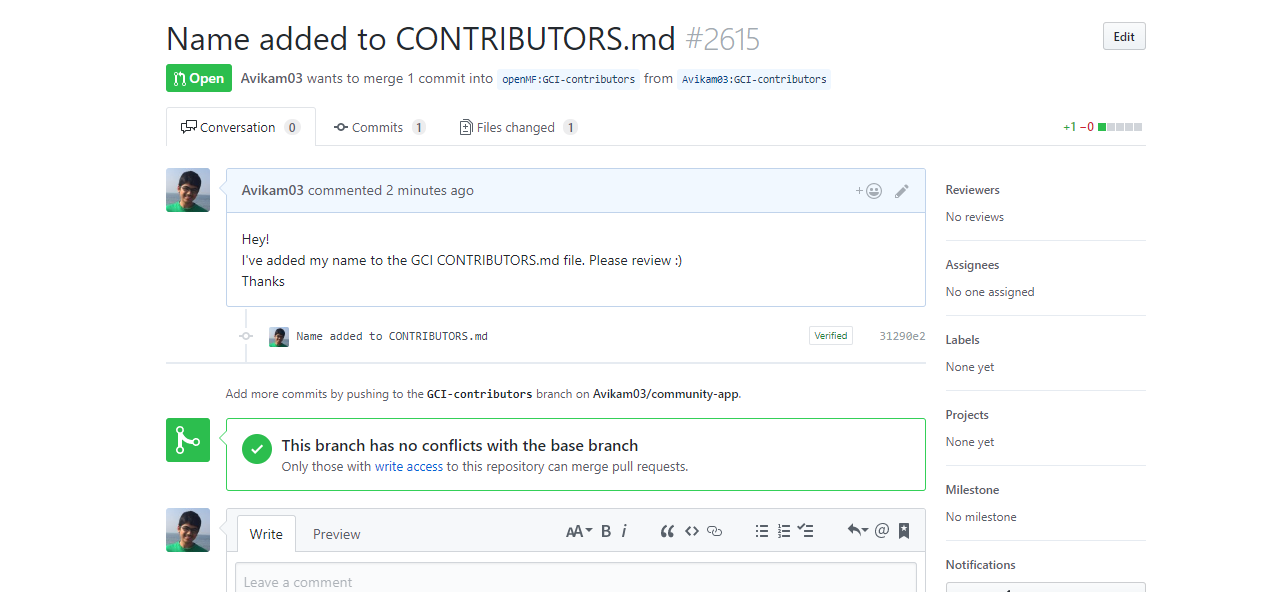 Name added to CONTRIBUTORS.md #2615
Edit
Open Avikam03 wants to merge 1 commit into openMF:GCI-contributors from Avikam03:GCI-contributors
Conversation 0 Commits 1 Files changed 1 +1 −0
Avikam03 commented 2 minutes ago
Hey!
I've added my name to the GCI CONTRIBUTORS.md file. Please review :)
Thanks
Name added to CONTRIBUTORS.md Verified 31290e2
Add more commits by pushing to the GCI-contributors branch on Avikam03/community-app.
This branch has no conflicts with the base branch
Only those with write access to this repository can merge pull requests.
Write Preview AA B i
Leave a comment
Reviewers
No reviews
Assignees
No one assigned
Labels
None yet
Projects
None yet
Milestone
No milestone
Notifications